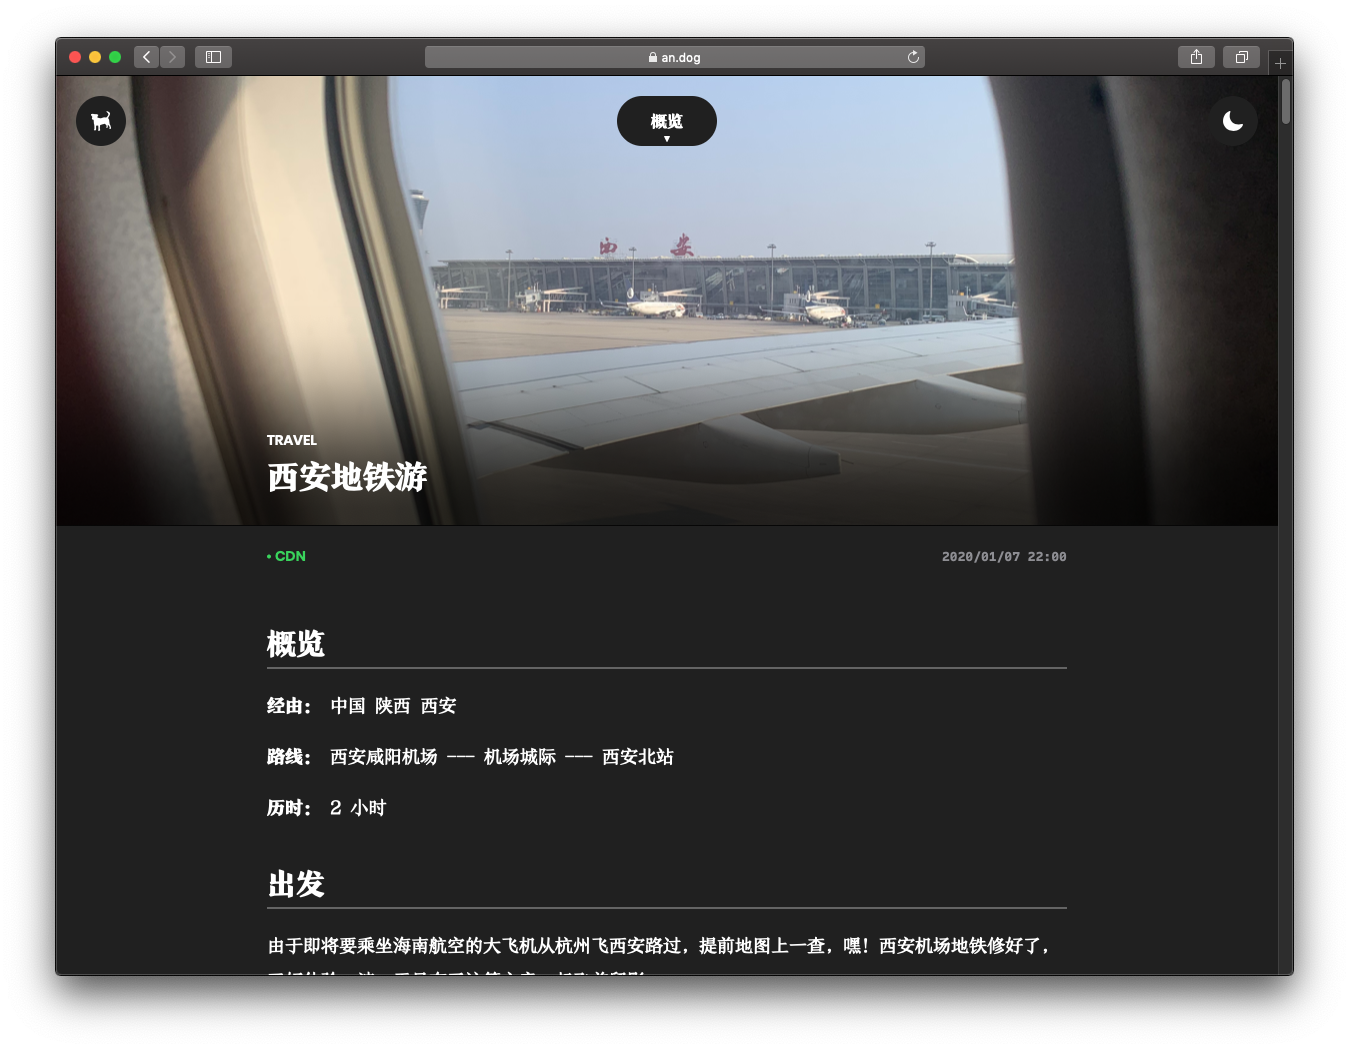 an.dog
概览
西安
TRAVEL
西安地铁游
• CDN
2020/01/07 22:00
概览
经由： 中国 陕西 西安
路线： 西安咸阳机场 --- 机场城际 --- 西安北站
历时： 2 小时
出发
由于即将要乘坐海南航空的大飞机从杭州飞西安路过，提前地图上一查，嘿！西安机场地铁修好了，